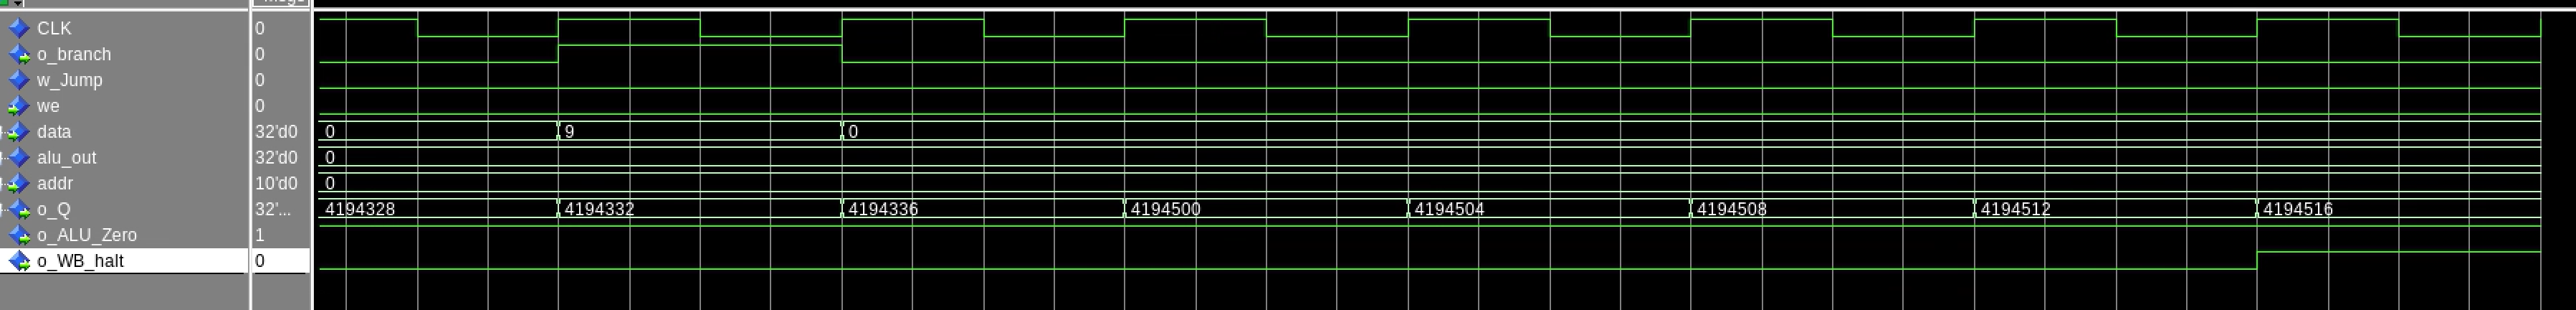 CLK 0
o_branch 0
w_Jump 0
we 0
data 32'd0 0 9 0
alu_out 32'd0 0
addr 10'd0 0
o_Q 32'... 4194328 4194332 4194336 4194500 4194504 4194508 4194512 4194516
o_ALU_Zero 1
o_WB_halt 0